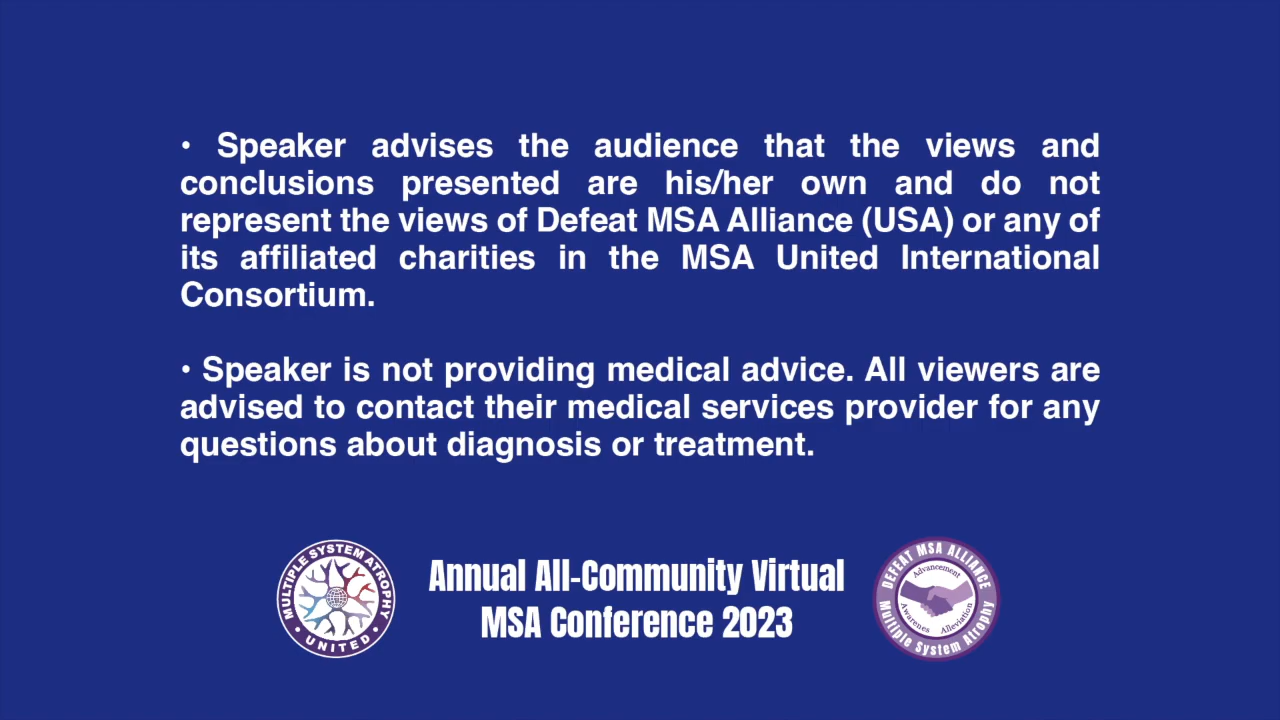 • Speaker advises the audience that the views and
conclusions presented are his/her own and do not
represent the views of Defeat MSA Alliance (USA) or any of
its affiliated charities in the MSA United International
Consortium.
• Speaker is not providing medical advice. All viewers are
advised to contact their medical services provider for any
questions about diagnosis or treatment.
MULTIPLE SYSTEM ATROPHY
• UNITED •
Annual All-Community Virtual
MSA Conference 2023
DEFEAT MSA ALLIANCE
Advancement
Awarenes Alleviation
Multiple System Atrophy